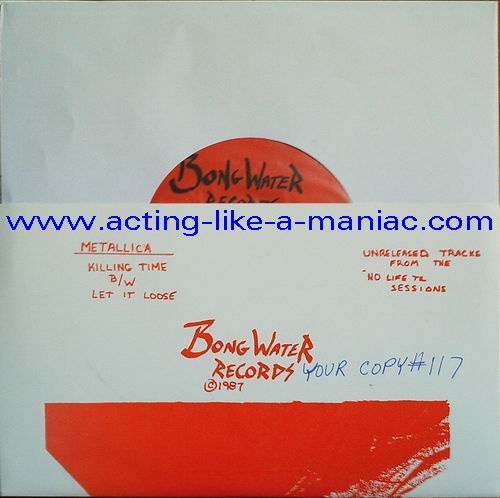 BONG WATER
RECORDS
www.acting-like-a-maniac.com
METALLICA
KILLING TIME
B/W
LET IT LOOSE
UNRELEASED TRACKS
FROM THE
"NO LIFE TIL
SESSIONS
BONG WATER
RECORDS
©1987
YOUR COPY #117